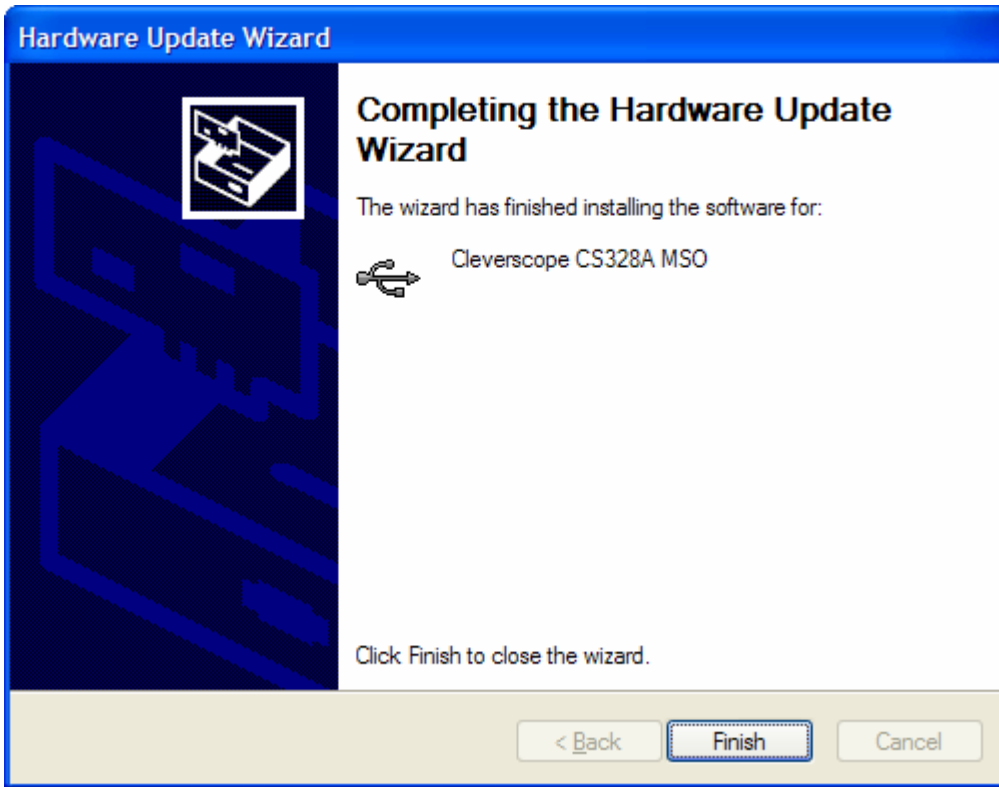 Hardware Update Wizard
Completing the Hardware Update
Wizard
The wizard has finished installing the software for:
Cleverscope CS328A MSO
Click Finish to close the wizard.
< Back
Finish
Cancel